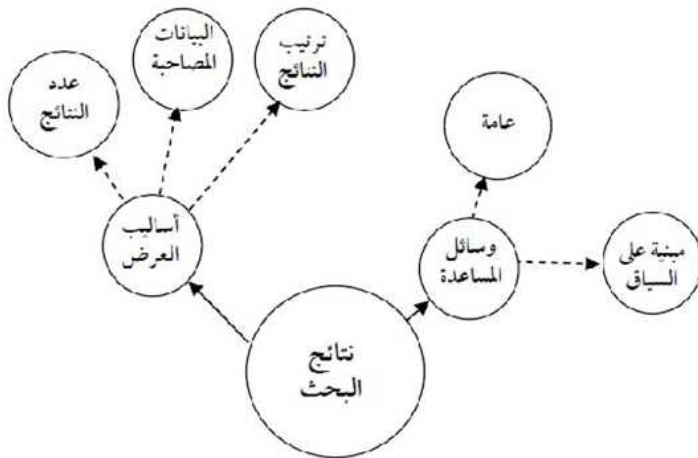 ترتيب
النتائج
البيانات
المصاحبة
عدد
النتائج
عامة
أساليب
العرض
وسائل
المساعدة
مبنية على
السياق
نتائج
البحث